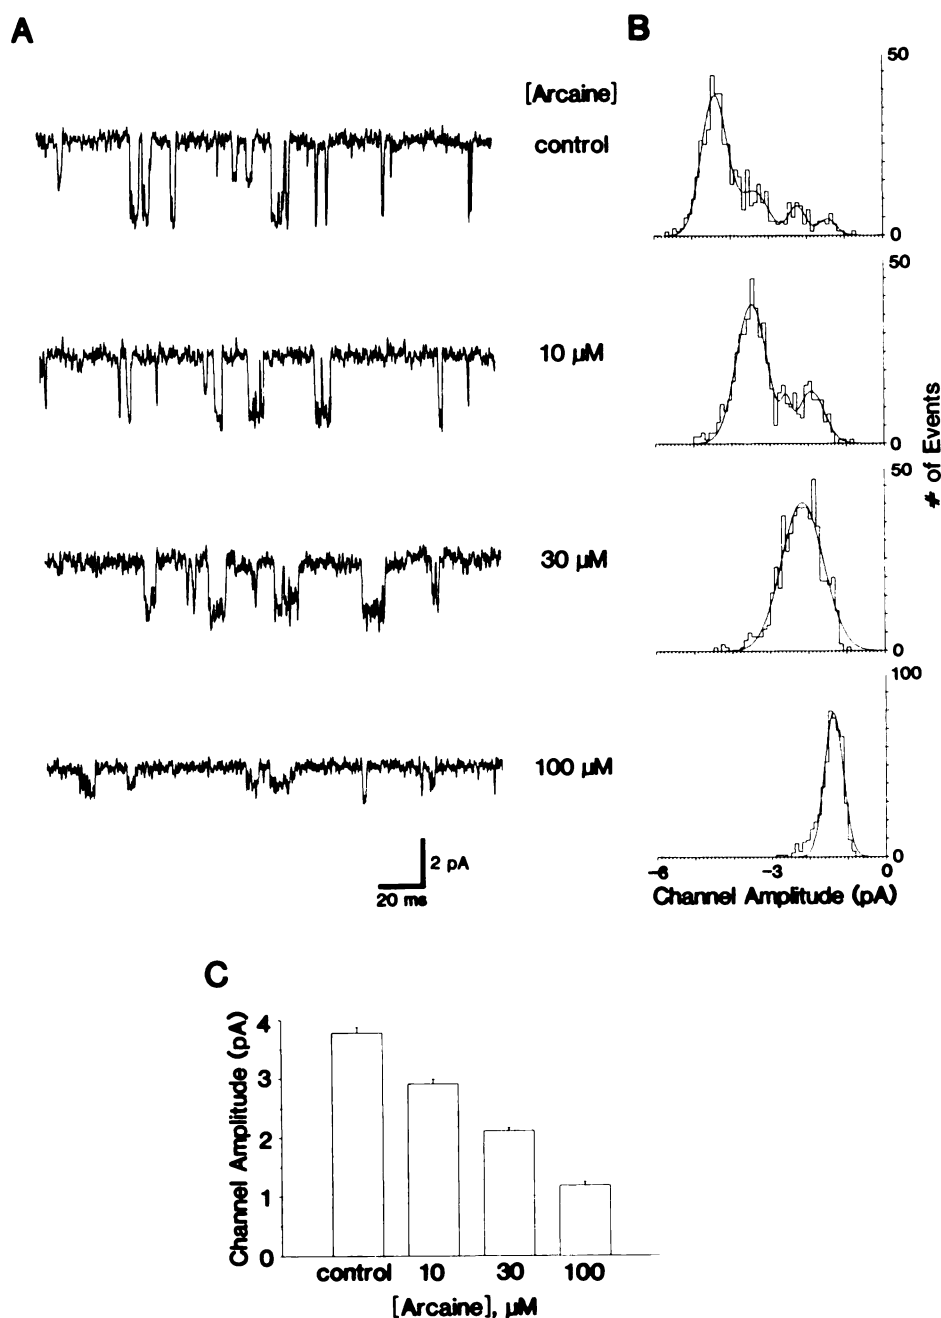 A
B
[Arcaine]
control
10 μM
30 μM
100 μM
2 pA
20 ms
50
0
50
0
50
0
100
0
-6
-3
0
# of Events
Channel Amplitude (pA)
C
Channel Amplitude (pA)
4
3
2
1
0
control 10 30 100
[Arcaine], μM